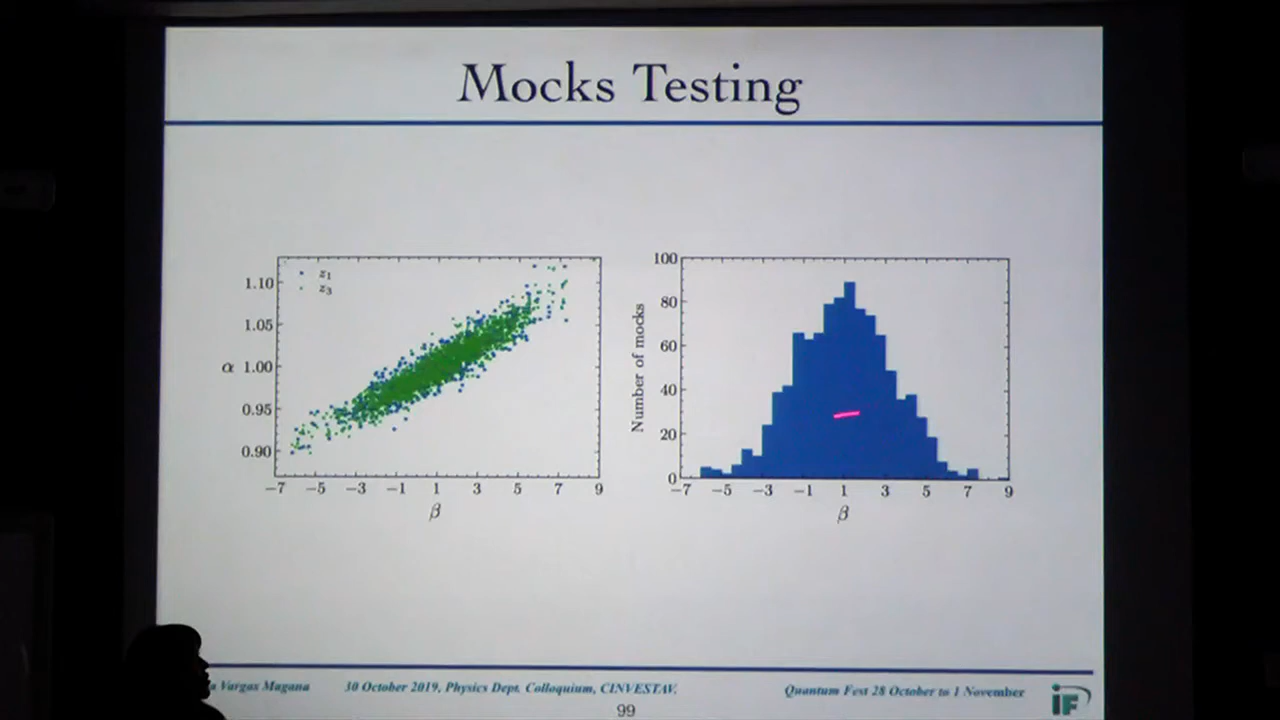 Mocks Testing
z1
z3
1.10
1.05
1.00
0.95
0.90
α
−7 −5 −3 −1 1 3 5 7 9
β
Number of mocks
100
80
60
40
20
0
−7 −5 −3 −1 1 3 5 7 9
β
Vargas Magana 30 October 2019, Physics Dept. Colloquium, CINVESTAV. Quantum Fest 28 October to 1 November
99
iF